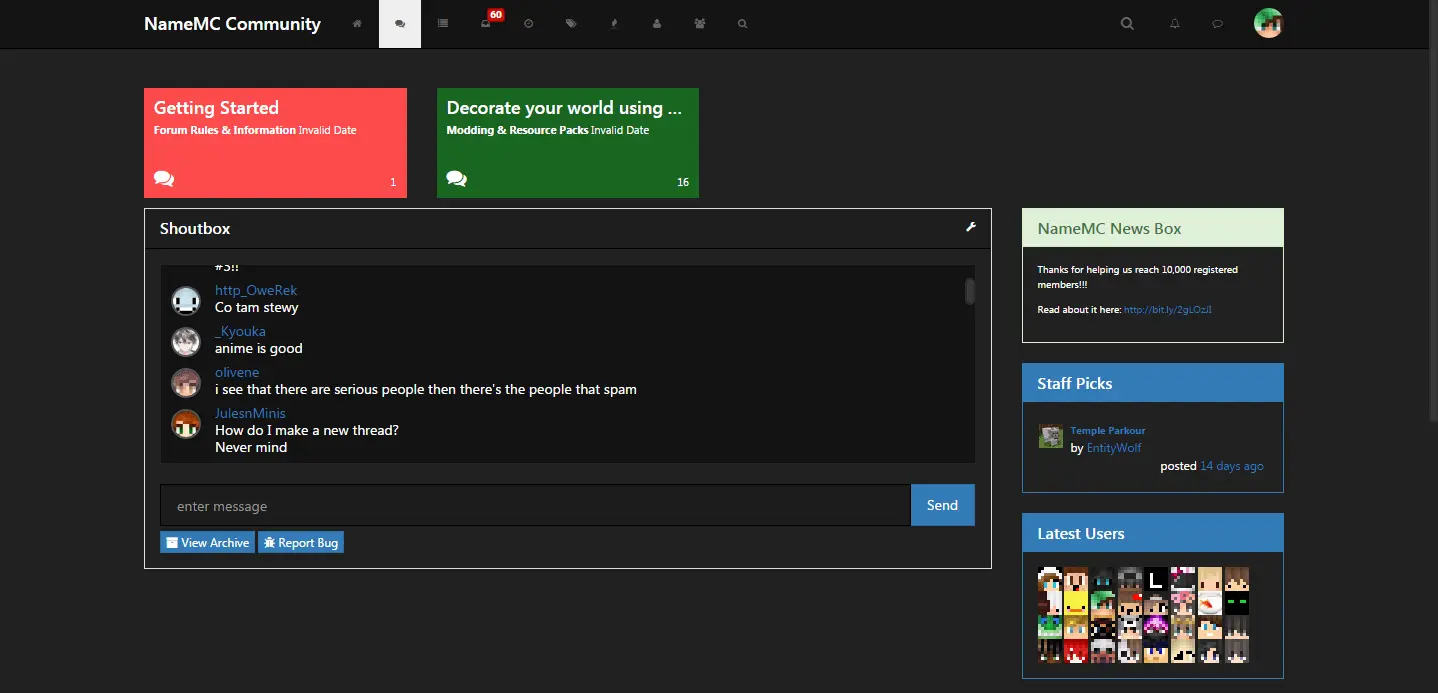 NameMC Community
60
Getting Started
Forum Rules & Information Invalid Date
1
Decorate your world using ...
Modding & Resource Packs Invalid Date
16
Shoutbox
#3!!
http_OweRek
Co tam stewy
_Kyouka
anime is good
olivene
i see that there are serious people then there's the people that spam
JulesnMinis
How do I make a new thread?
Never mind
enter message
Send
View Archive
Report Bug
NameMC News Box
Thanks for helping us reach 10,000 registered
members!!!
Read about it here: http://bit.ly/2gLOzJI
Staff Picks
Temple Parkour
by EntityWolf
posted 14 days ago
Latest Users
L